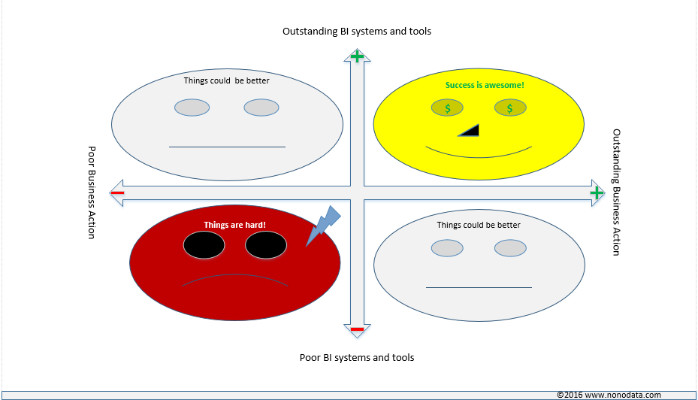 Outstanding BI systems and tools
+
Things could  be better
Success is awesome!
$ $
Poor Business Action
Outstanding Business Action
− +
Things are hard!
Things could be better
−
Poor BI systems and tools
©2016 www.nonodata.com